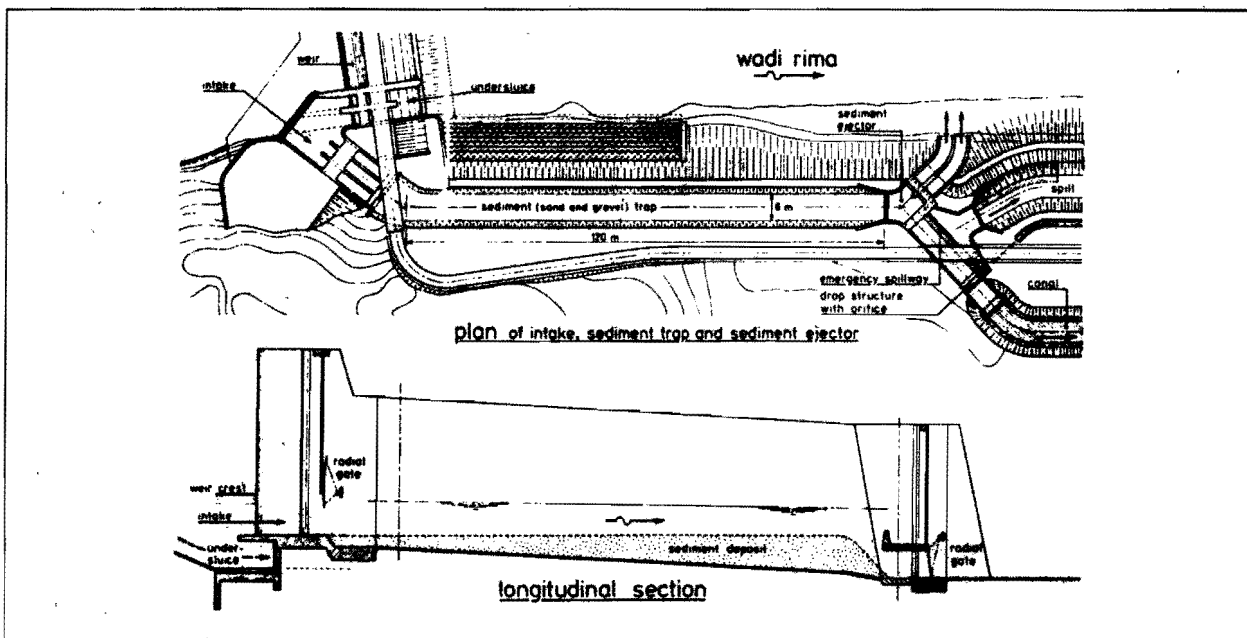 wadi rima
weir
intake
undersluice
sediment
ejector
spill
sediment (sand and gravel) trap
6 m
120 m
emergency spillway
drop structure
with orifice
canal
plan of intake, sediment trap and sediment ejector
radial
gate
weir crest
intake
under-
sluice
sediment deposit
radial
gate
longitudinal section